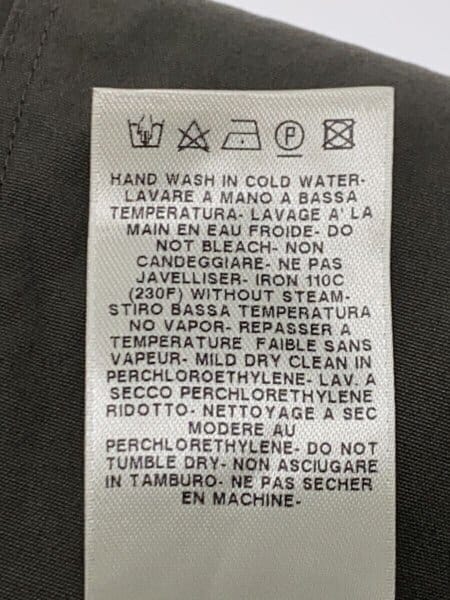 P
HAND WASH IN COLD WATER-
LAVARE A MANO A BASSA
TEMPERATURA- LAVAGE A' LA
MAIN EN EAU FROIDE- DO
NOT BLEACH- NON
CANDEGGIARE- NE PAS
JAVELLISER- IRON 110C
(230F) WITHOUT STEAM-
STIRO BASSA TEMPERATURA
NO VAPOR- REPASSER A
TEMPERATURE FAIBLE SANS
VAPEUR- MILD DRY CLEAN IN
PERCHLOROETHYLENE- LAV. A
SECCO PERCHLORETHYLENE
RIDOTTO- NETTOYAGE A SEC
MODERE AU
PERCHLORETHYLENE- DO NOT
TUMBLE DRY- NON ASCIUGARE
IN TAMBURO- NE PAS SECHER
EN MACHINE-